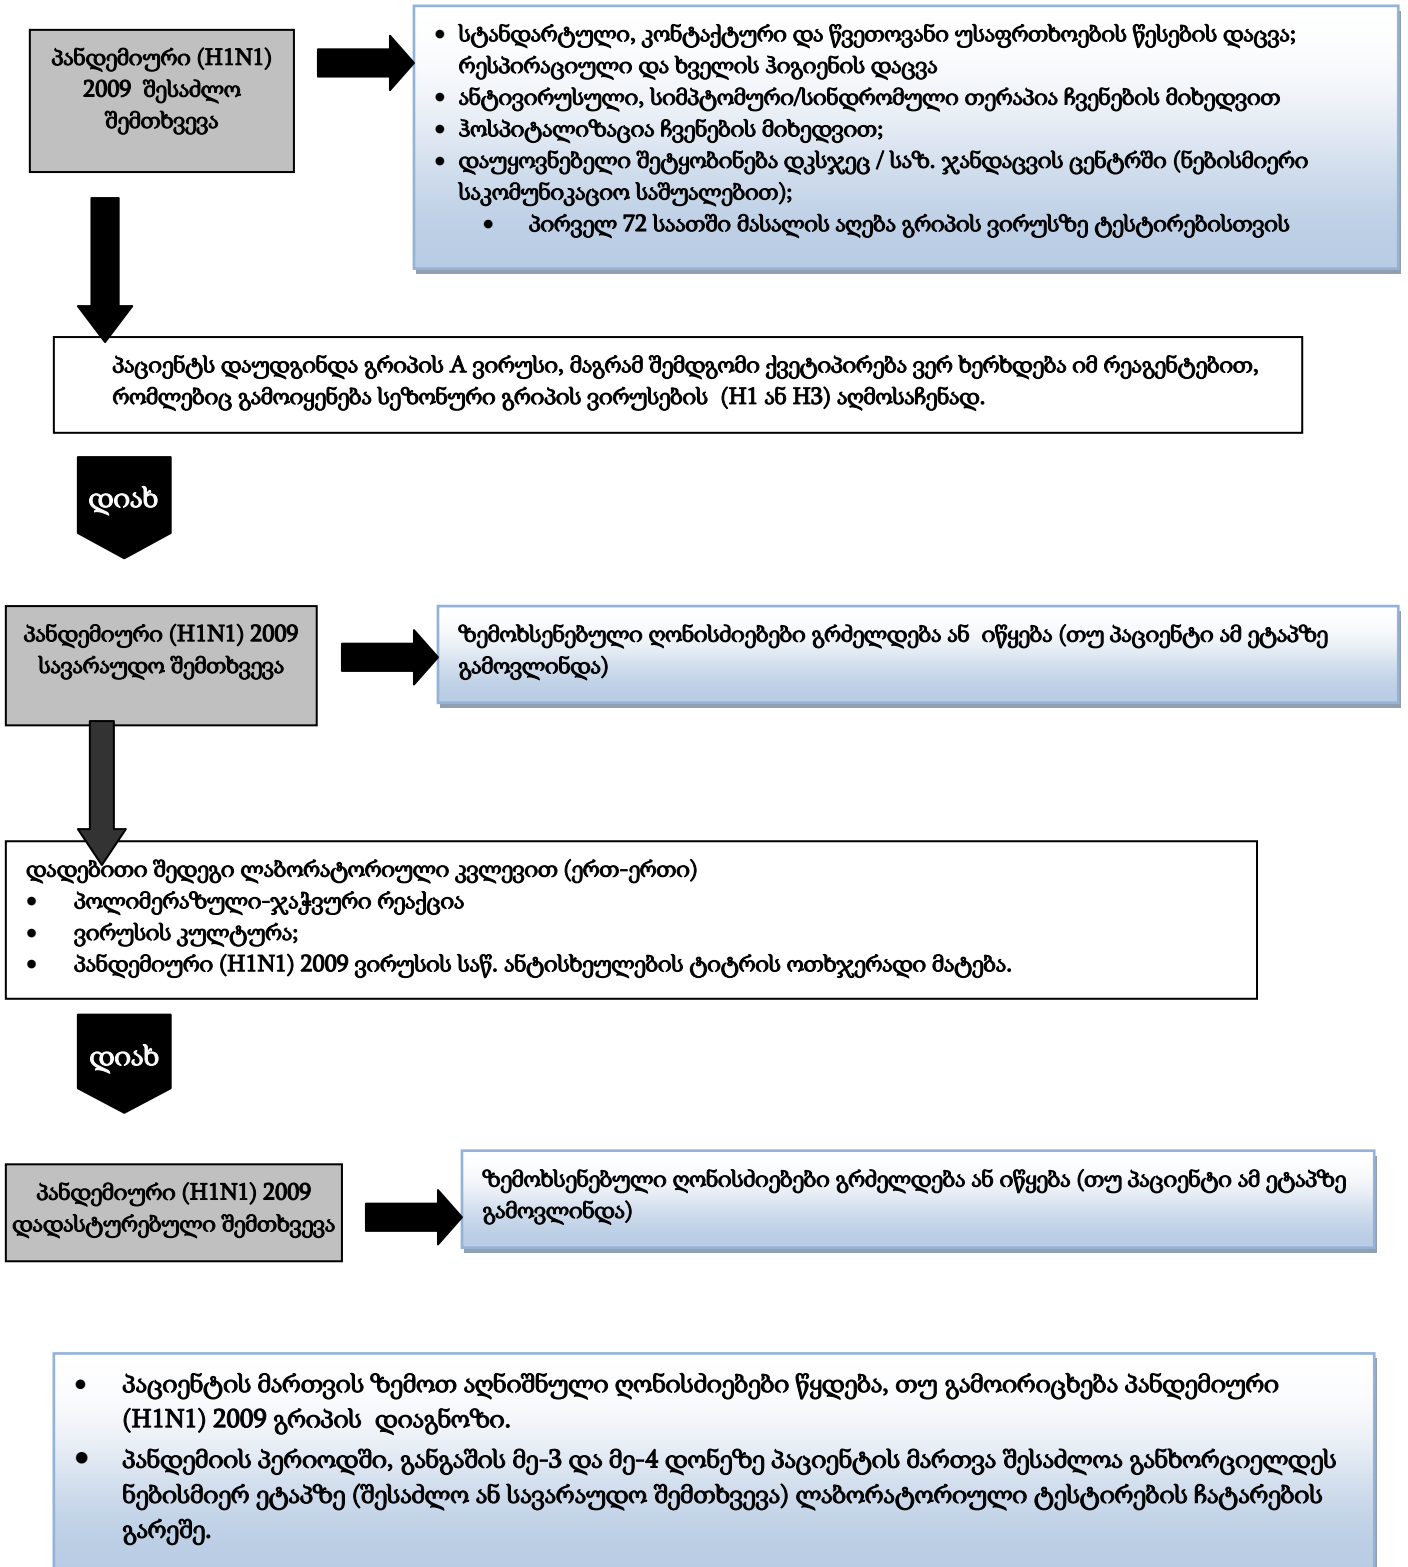 პანდემიური (H1N1)
2009 შესაძლო
შემთხვევა
• სტანდარტული, კონტაქტური და წვეთოვანი უსაფრთხოების წესების დაცვა;
რესპირაციული და ხველის ჰიგიენის დაცვა
• ანტივირუსული, სიმპტომური/სინდრომული თერაპია ჩვენების მიხედვით
• ჰოსპიტალიზაცია ჩვენების მიხედვით;
• დაუყოვნებელი შეტყობინება დკსჯეც / საზ. ჯანდაცვის ცენტრში (ნებისმიერი
საკომუნიკაციო საშუალებით);
• პირველ 72 საათში მასალის აღება გრიპის ვირუსზე ტესტირებისთვის
პაციენტს დაუდგინდა გრიპის A ვირუსი, მაგრამ შემდგომი ქვეტიპირება ვერ ხერხდება იმ რეაგენტებით,
რომლებიც გამოიყენება სეზონური გრიპის ვირუსების (H1 ან H3) აღმოსაჩენად.
დიახ
პანდემიური (H1N1) 2009
სავარაუდო შემთხვევა
ზემოხსენებული ღონისძიებები გრძელდება ან იწყება (თუ პაციენტი ამ ეტაპზე
გამოვლინდა)
დადებითი შედეგი ლაბორატორიული კვლევით (ერთ-ერთი)
• პოლიმერაზული-ჯაჭვური რეაქცია
• ვირუსის კულტურა;
• პანდემიური (H1N1) 2009 ვირუსის საწ. ანტისხეულების ტიტრის ოთხჯერადი მატება.
დიახ
პანდემიური (H1N1) 2009
დადასტურებული შემთხვევა
ზემოხსენებული ღონისძიებები გრძელდება ან იწყება (თუ პაციენტი ამ ეტაპზე
გამოვლინდა)
• პაციენტის მართვის ზემოთ აღნიშნული ღონისძიებები წყდება, თუ გამოირიცხება პანდემიური
(H1N1) 2009 გრიპის დიაგნოზი.
• პანდემიის პერიოდში, განგაშის მე-3 და მე-4 დონეზე პაციენტის მართვა შესაძლოა განხორციელდეს
ნებისმიერ ეტაპზე (შესაძლო ან სავარაუდო შემთხვევა) ლაბორატორიული ტესტირების ჩატარების
გარეშე.